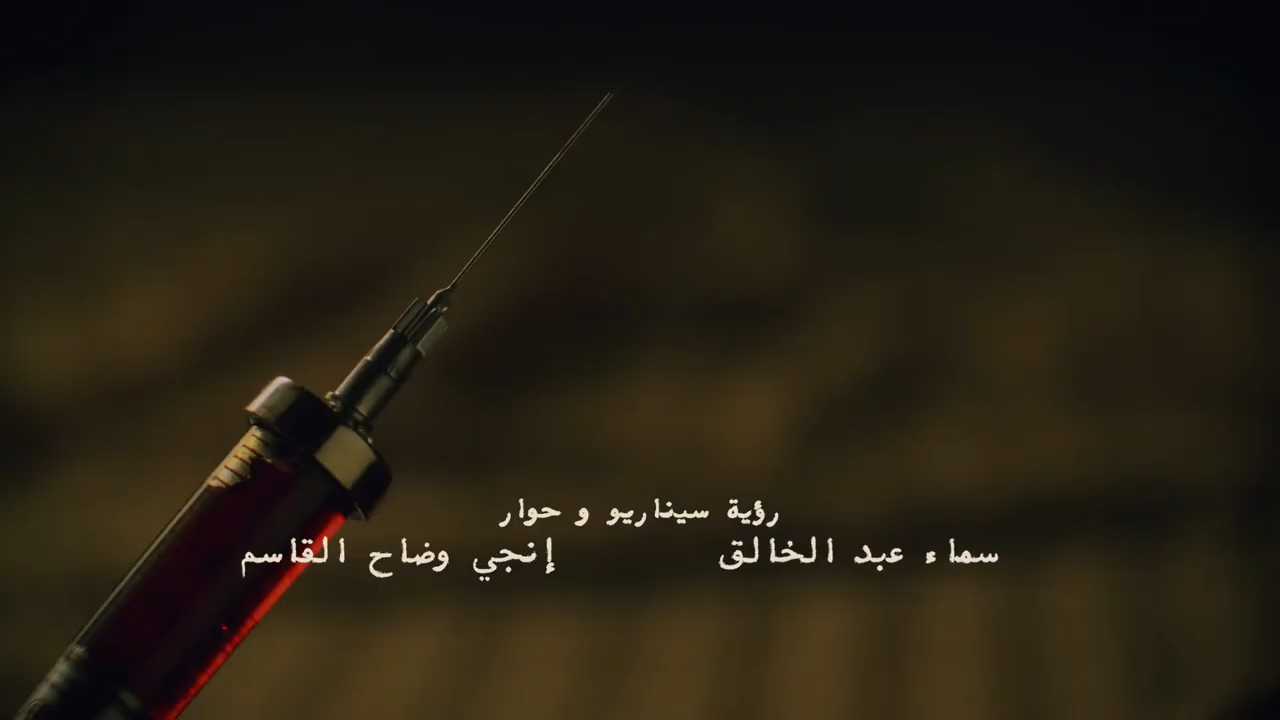 رؤية سيناريو و حوار
سماء عبد الخالق إنجي وضاح القاسم